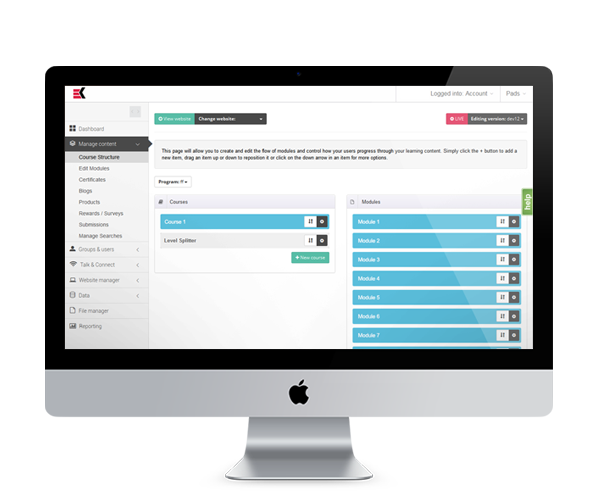 Logged into: Account
Pads
View website
Change website:
LIVE
Editing version: dev12
Dashboard
Manage content
Course Structure
Edit Modules
Certificates
Blogs
Products
Rewards / Surveys
Submissions
Manage Searches
Groups & users
Talk & Connect
Website manager
Data
File manager
Reporting
This page will allow you to create and edit the flow of modules and control how your users progress through your learning content. Simply click the + button to add a
new item, drag an item up or down to reposition it or click on the down arrow in an item for more options.
Program: IT
Courses
Course 1
Level Splitter
+ New course
Modules
Module 1
Module 2
Module 3
Module 4
Module 5
Module 6
Module 7
help